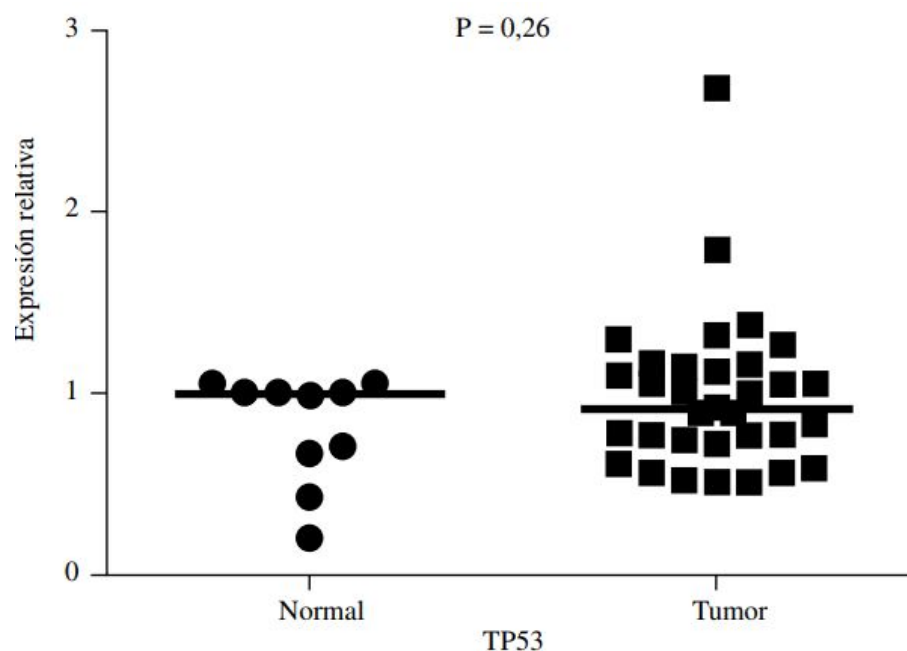 P = 0,26
Expresión relativa
3
2
1
0
Normal
Tumor
TP53